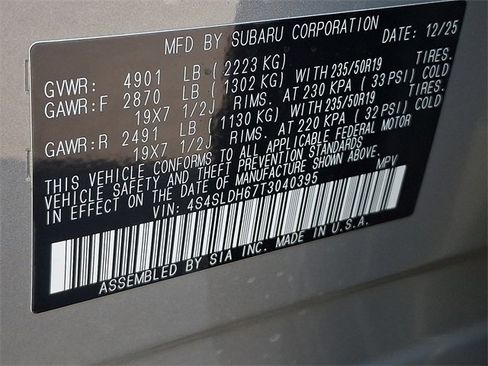 MFD BY SUBARU CORPORATION DATE: 12/25
GVWR: 4901 LB (2223 KG)
GAWR:F 2870 LB (1302 KG) WITH 235/50R19 TIRES.
19X7 1/2J RIMS. AT 230 KPA (33 PSI) COLD
GAWR:R 2491 LB (1130 KG) WITH 235/50R19 TIRES.
19X7 1/2J RIMS. AT 220 KPA (32 PSI) COLD
THIS VEHICLE CONFORMS TO ALL APPLICABLE FEDERAL MOTOR
VEHICLE SAFETY AND THEFT PREVENTION STANDARDS
IN EFFECT ON THE DATE OF MANUFACTURE SHOWN ABOVE.
VIN: 4S4SLDH67T3040395 MPV
ASSEMBLED BY SIA INC. MADE IN U.S.A.